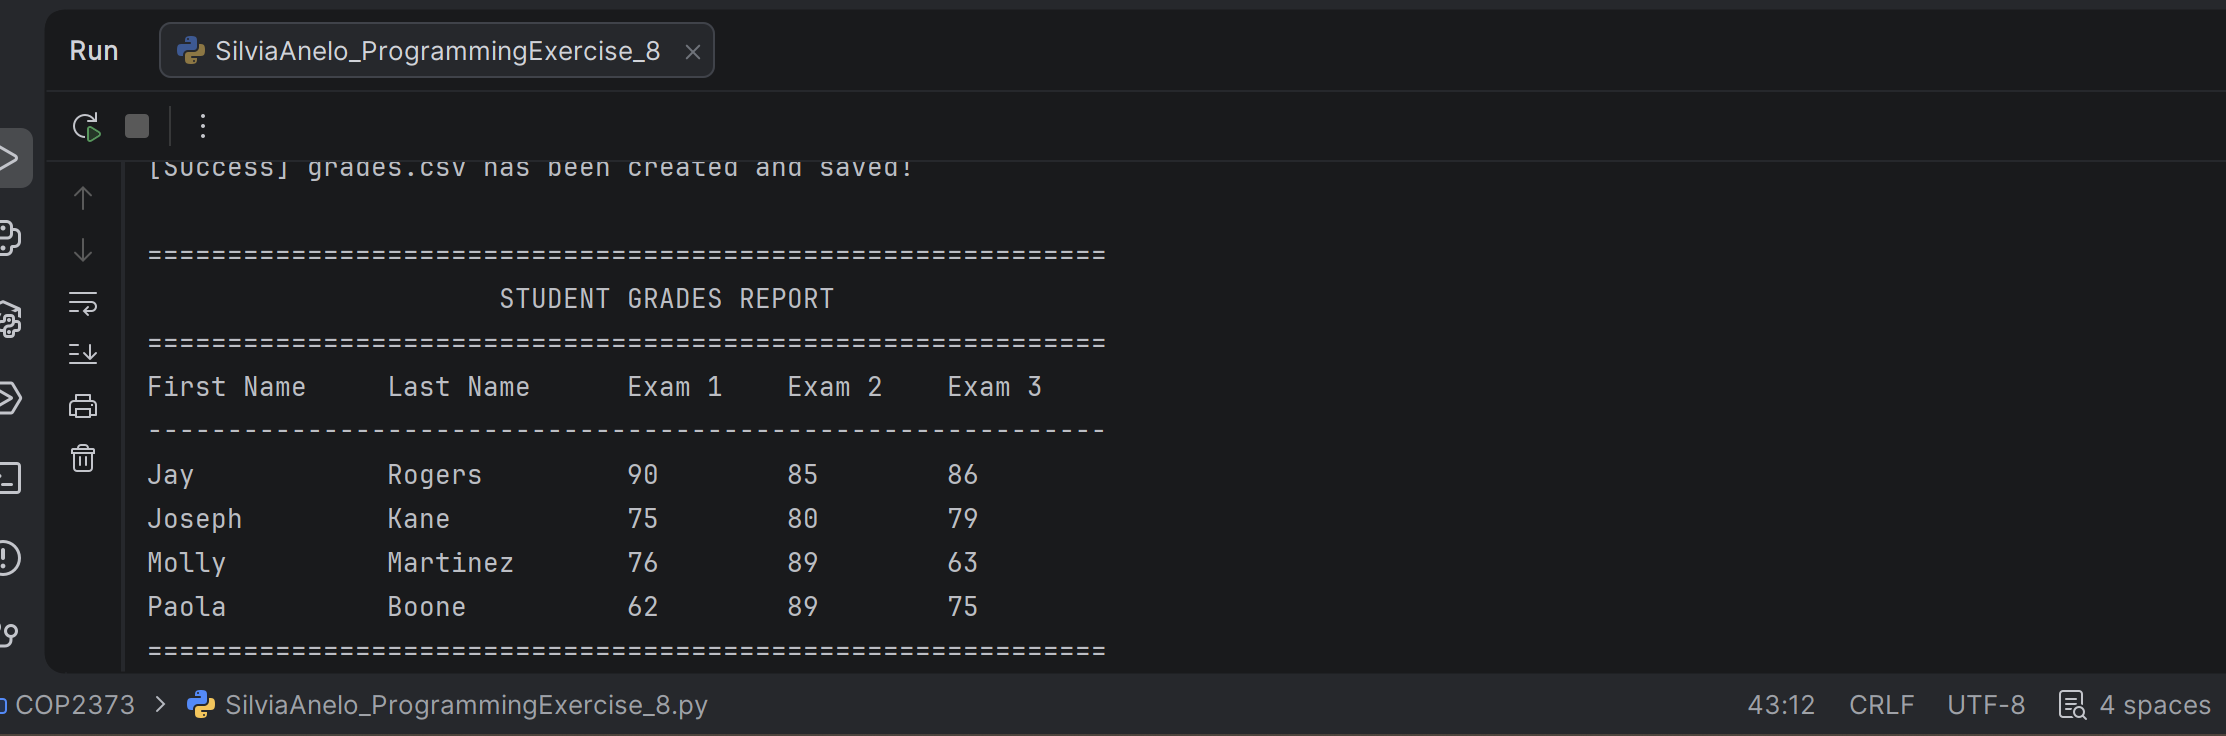 Run SilviaAnelo_ProgrammingExercise_8
[Success] grades.csv has been created and saved!
============================================================
STUDENT GRADES REPORT
============================================================
First Name Last Name Exam 1 Exam 2 Exam 3
------------------------------------------------------------
Jay Rogers 90 85 86
Joseph Kane 75 80 79
Molly Martinez 76 89 63
Paola Boone 62 89 75
============================================================
COP2373 > SilviaAnelo_ProgrammingExercise_8.py 43:12 CRLF UTF-8 4 spaces